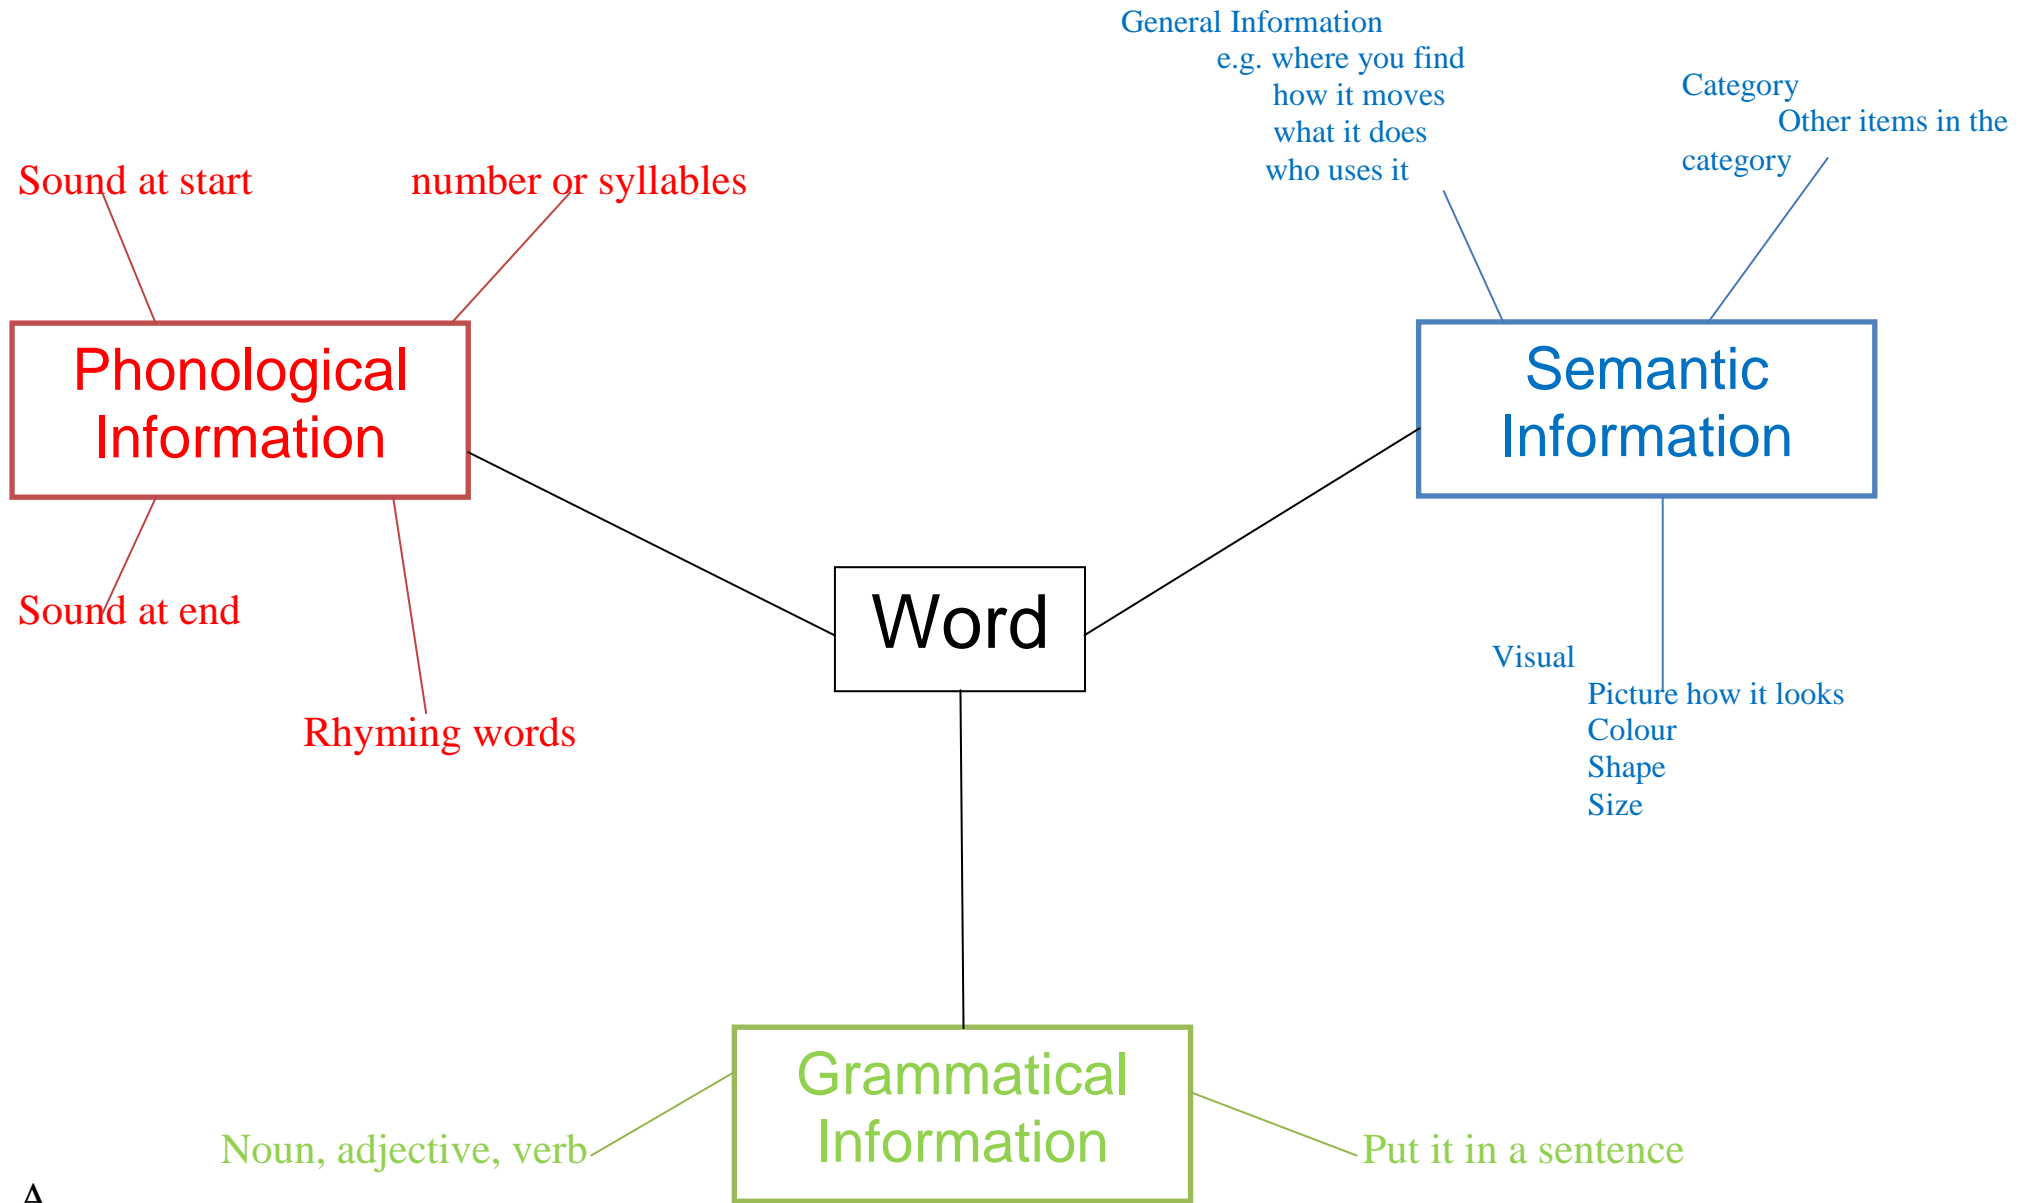 General Information
e.g. where you find
how it moves
what it does
who uses it
Category
Other items in the
category
Sound at start
number or syllables
Phonological
Information
Semantic
Information
Sound at end
Rhyming words
Word
Visual
Picture how it looks
Colour
Shape
Size
Grammatical
Information
Noun, adjective, verb
Put it in a sentence